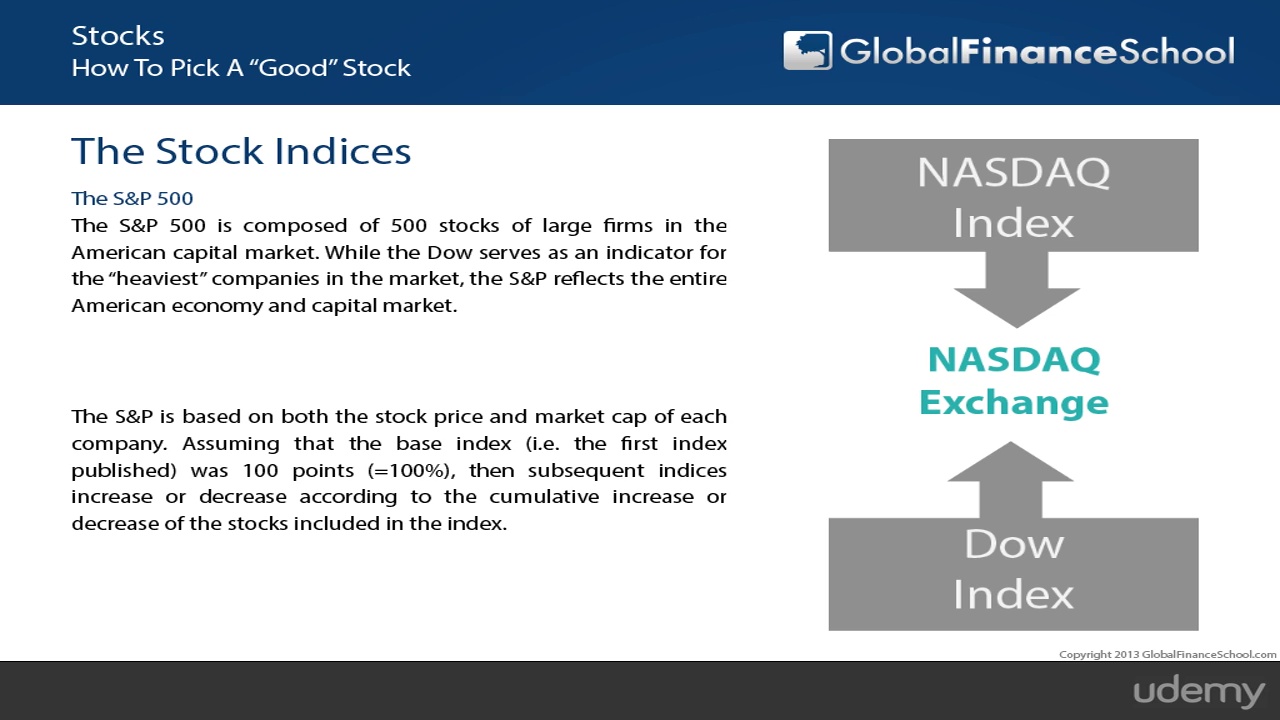 Stocks
How To Pick A “Good” Stock
GlobalFinanceSchool
The Stock Indices
The S&P 500
The S&P 500 is composed of 500 stocks of large firms in the
American capital market. While the Dow serves as an indicator for
the “heaviest” companies in the market, the S&P reflects the entire
American economy and capital market.
The S&P is based on both the stock price and market cap of each
company. Assuming that the base index (i.e. the first index
published) was 100 points (=100%), then subsequent indices
increase or decrease according to the cumulative increase or
decrease of the stocks included in the index.
NASDAQ
Index
NASDAQ
Exchange
Dow
Index
Copyright 2013 GlobalFinanceSchool.com
udemy